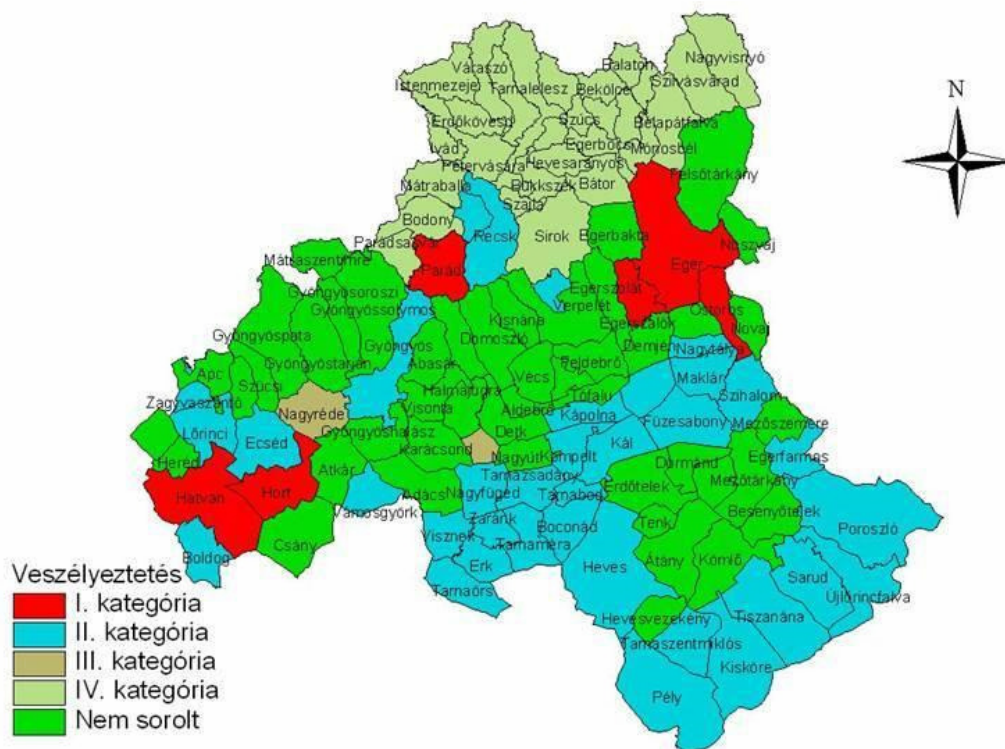 Nagyvisnyó
Balaton
Szilvásvárad
Váraszó
Istenmezeje
Tarnalelesz
Bekölce
Erdőkövesd
Szúcs
Bélapátfalva
Ivád
Egerbocs
Mónosbél
Pétervására
Hevesaranyos
Felsőtárkány
Mátraballa
Bükkszék
Bátor
Szajla
Bodony
Recsk
Sirok
Egerbakta
Noszvaj
Parádsasvár
Parád
Eger
Mátraszentimre
Gyöngyösoroszi
Egerszólát
Ostoros
Gyöngyössolymos
Kisnána
Verpelét
Egerszalók
Novaj
Gyöngyöspata
Domoszló
Demjén
Gyöngyös
Nagytálya
Gyöngyöstarján
Abasár
Feldebrő
Apc
Vécs
Maklár
Szűcsi
Halmajugra
Tófalu
Szihalom
Zagyvaszántó
Nagyréde
Visonta
Aldebrő
Kápolna
Füzesabony
Mezőszemere
Lőrinci
Ecséd
Gyöngyöshalász
Detk
Kál
Karácsond
Nagyút
Kompolt
Dormánd
Egerfarmos
Heréd
Atkár
Tarnazsadány
Erdőtelek
Mezőtárkány
Hatvan
Hort
Adács
Nagyfüged
Tarnabod
Besenyőtelek
Vámosgyörk
Zaránk
Boconád
Tenk
Poroszló
Csány
Visznek
Tarnaméra
Átány
Kömlő
Boldog
Erk
Heves
Sarud
Tarnaörs
Újlőrincfalva
Hevesvezekény
Tiszanána
Tarnaszentmiklós
Kisköre
Pély
N
Veszélyeztetés
I. kategória
II. kategória
III. kategória
IV. kategória
Nem sorolt